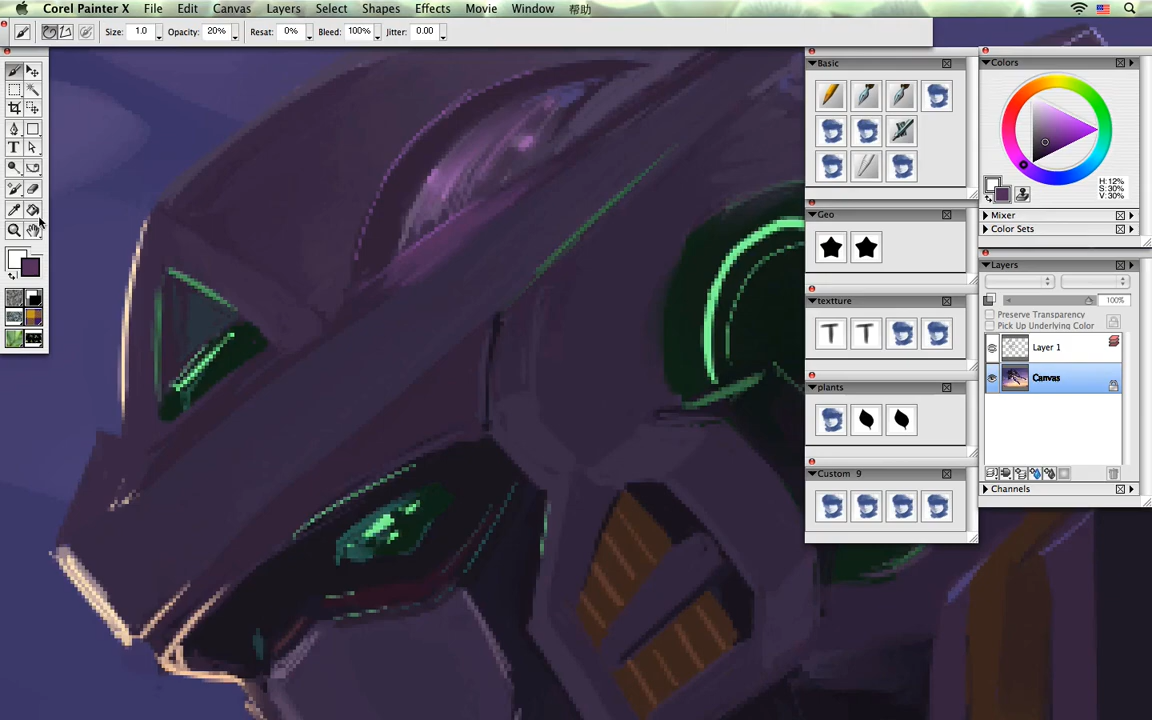 Corel Painter X File Edit Canvas Layers Select Shapes Effects Movie Window 帮助
Size: 1.0 Opacity: 20% Resat: 0% Bleed: 100% Jitter: 0.00
Basic
Colors
H:12%
S:30%
V:30%
Mixer
Color Sets
Geo
Layers
100%
Preserve Transparency
Pick Up Underlying Color
textture
T T
Layer 1
Canvas
plants
Custom 9
Channels
T